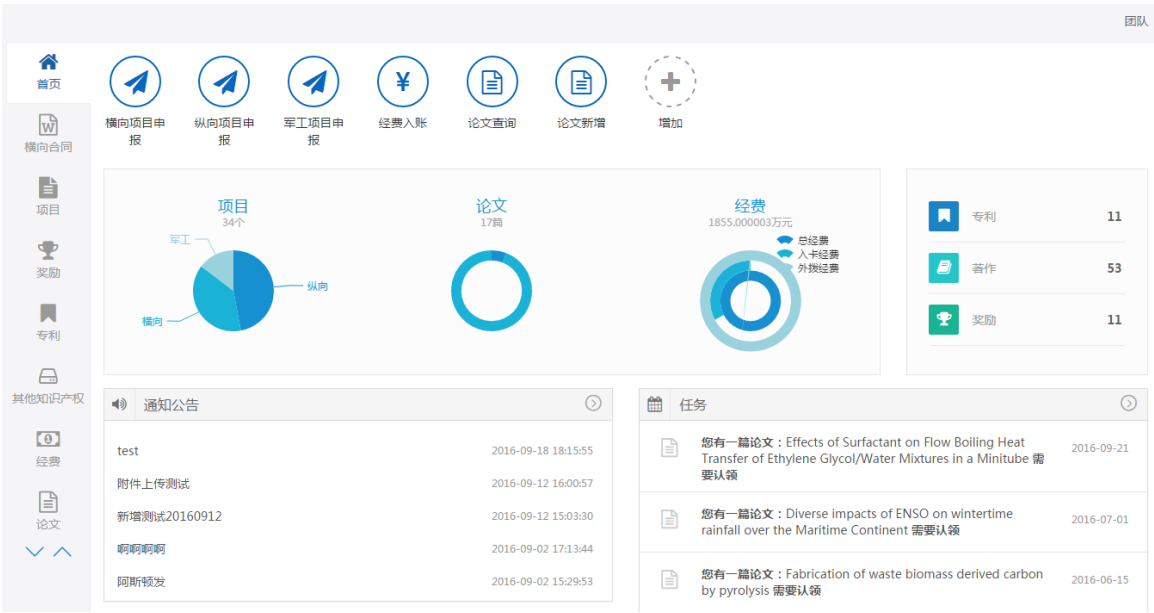 团队
首页
横向合同
项目
奖励
专利
其他知识产权
经费
论文
横向项目申
报
纵向项目申
报
军工项目申
报
¥
经费入账
论文查询
论文新增
增加
项目
34个
军工
纵向
横向
论文
17篇
经费
1855.000003万元
总经费
入卡经费
外拨经费
专利 11
著作 53
奖励 11
通知公告
test 2016-09-18 18:15:55
附件上传测试 2016-09-12 16:00:57
新增测试20160912 2016-09-12 15:03:30
啊啊啊啊 2016-09-02 17:13:44
阿斯顿发 2016-09-02 15:29:53
任务
您有一篇论文：Effects of Surfactant on Flow Boiling Heat
Transfer of Ethylene Glycol/Water Mixtures in a Minitube 需
要认领
2016-09-21
您有一篇论文：Diverse impacts of ENSO on wintertime
rainfall over the Maritime Continent 需要认领
2016-07-01
您有一篇论文：Fabrication of waste biomass derived carbon
by pyrolysis 需要认领
2016-06-15